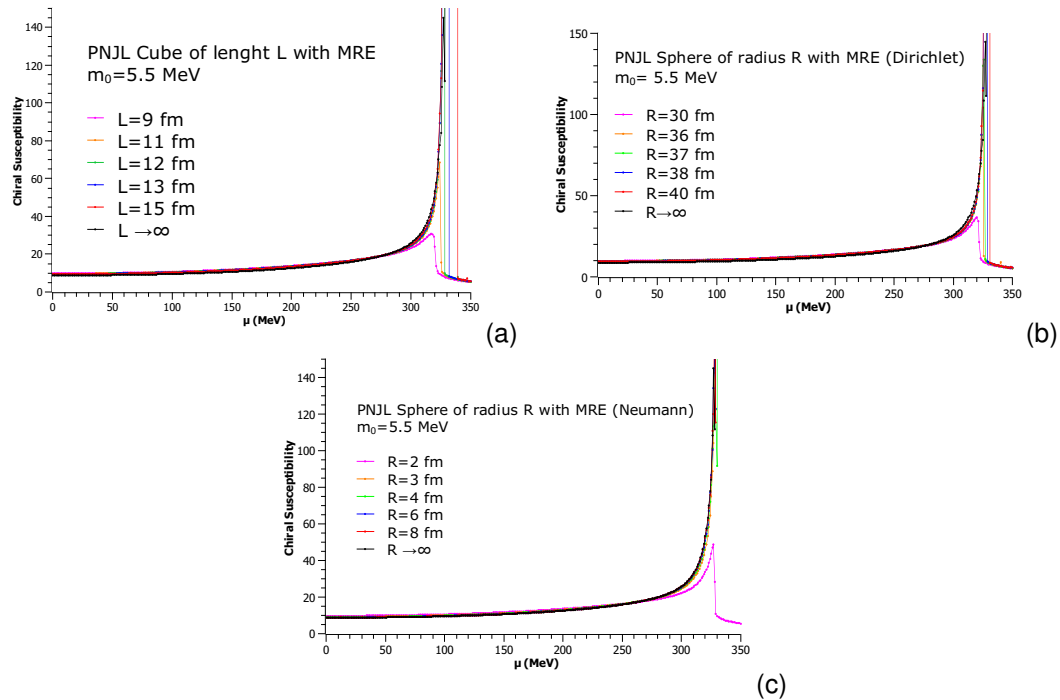 PNJL Cube of lenght L with MRE
m₀=5.5 MeV
L=9 fm
L=11 fm
L=12 fm
L=13 fm
L=15 fm
L →∞
Chiral Susceptibility
140
120
100
80
60
40
20
0
0 50 100 150 200 250 300 350
μ (MeV)
(a)
PNJL Sphere of radius R with MRE (Dirichlet)
m₀= 5.5 MeV
R=30 fm
R=36 fm
R=37 fm
R=38 fm
R=40 fm
R→∞
Chiral Susceptibility
150
100
50
0
0 50 100 150 200 250 300 350
μ (MeV)
(b)
PNJL Sphere of radius R with MRE (Neumann)
m₀=5.5 MeV
R=2 fm
R=3 fm
R=4 fm
R=6 fm
R=8 fm
R →∞
Chiral Susceptibility
140
120
100
80
60
40
20
0
0 50 100 150 200 250 300 350
μ (MeV)
(c)